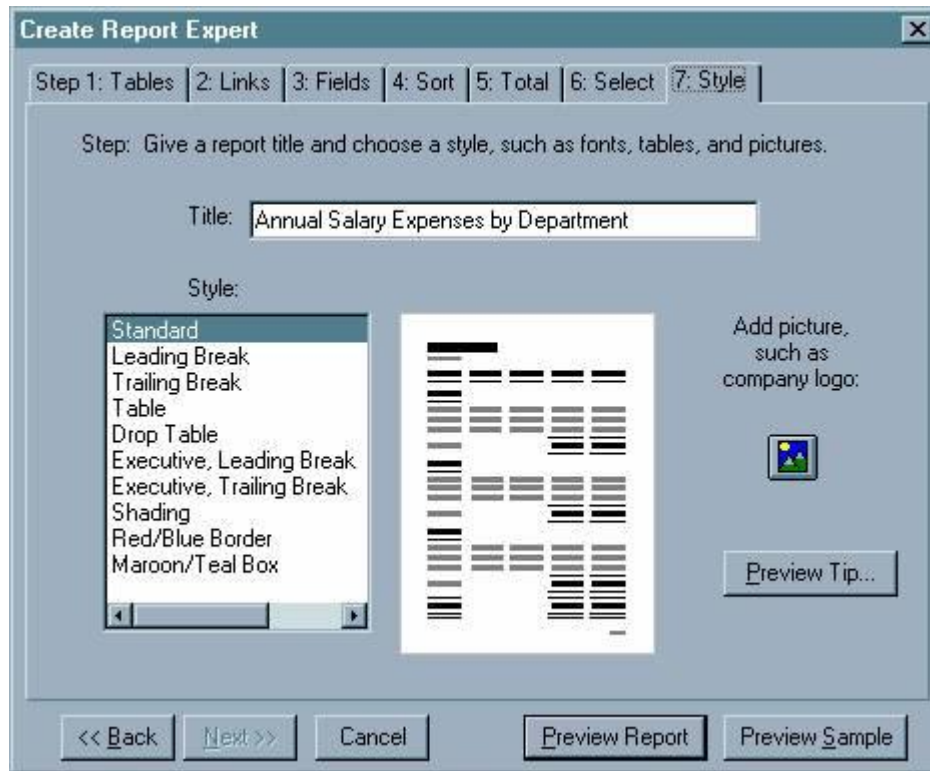 Create Report Expert
Step 1: Tables 2: Links 3: Fields 4: Sort 5: Total 6: Select 7: Style
Step: Give a report title and choose a style, such as fonts, tables, and pictures.
Title: Annual Salary Expenses by Department
Style:
Standard
Leading Break
Trailing Break
Table
Drop Table
Executive, Leading Break
Executive, Trailing Break
Shading
Red/Blue Border
Maroon/Teal Box
Add picture,
such as
company logo:
Preview Tip...
<< Back Next >> Cancel Preview Report Preview Sample